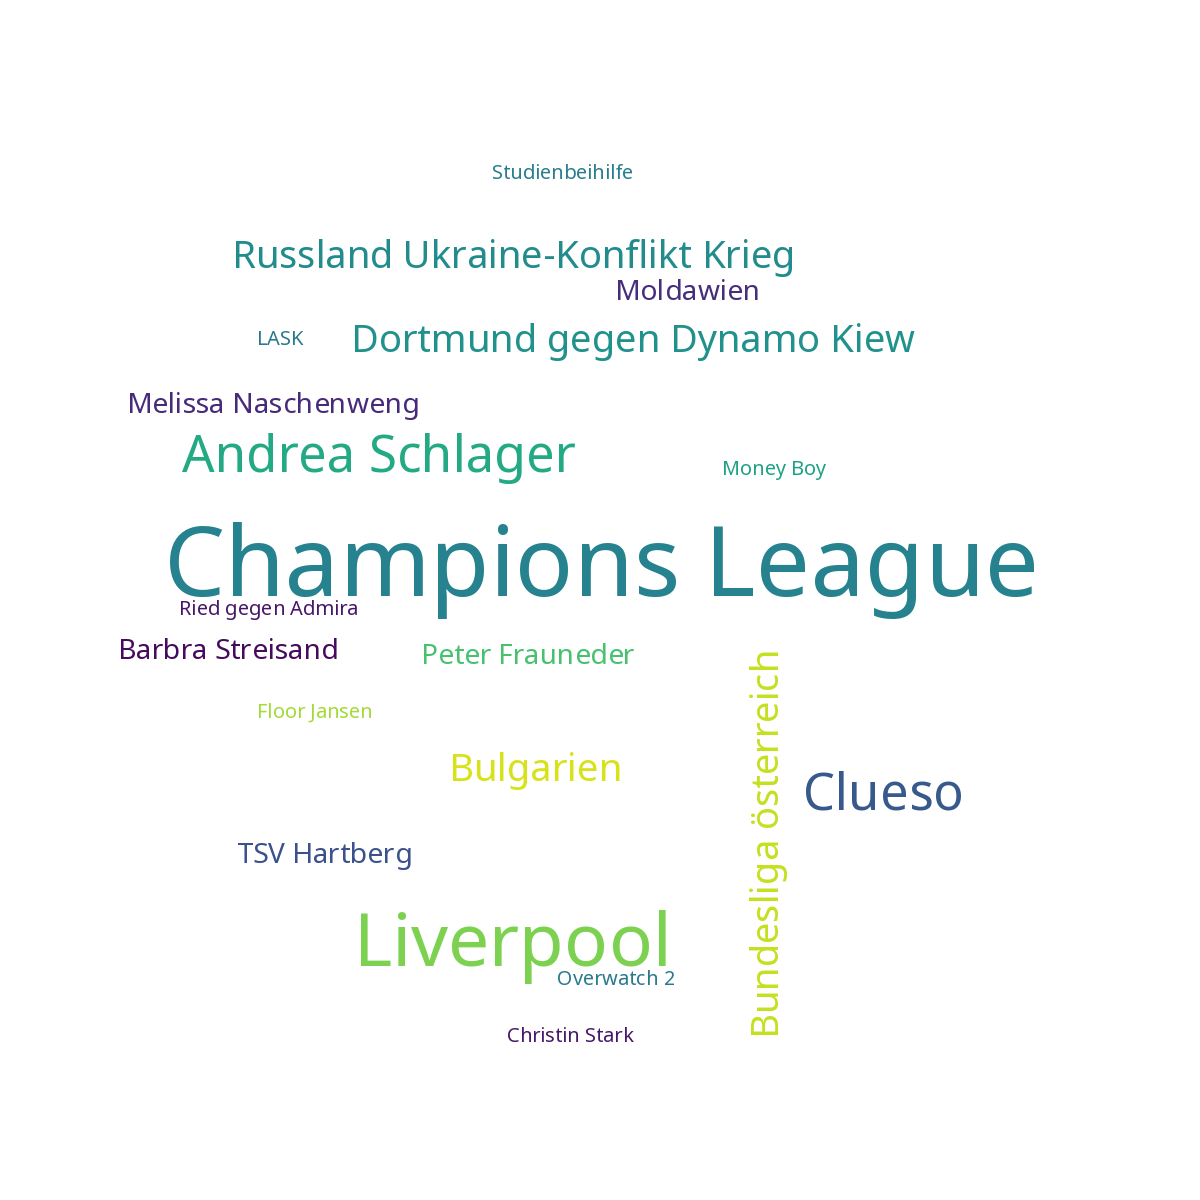 Studienbeihilfe
Russland Ukraine-Konflikt Krieg
Moldawien
LASK
Dortmund gegen Dynamo Kiew
Melissa Naschenweng
Andrea Schlager
Money Boy
Champions League
Ried gegen Admira
Barbra Streisand
Peter Frauneder
Floor Jansen
Bulgarien
Bundesliga österreich
Clueso
TSV Hartberg
Liverpool
Overwatch 2
Christin Stark